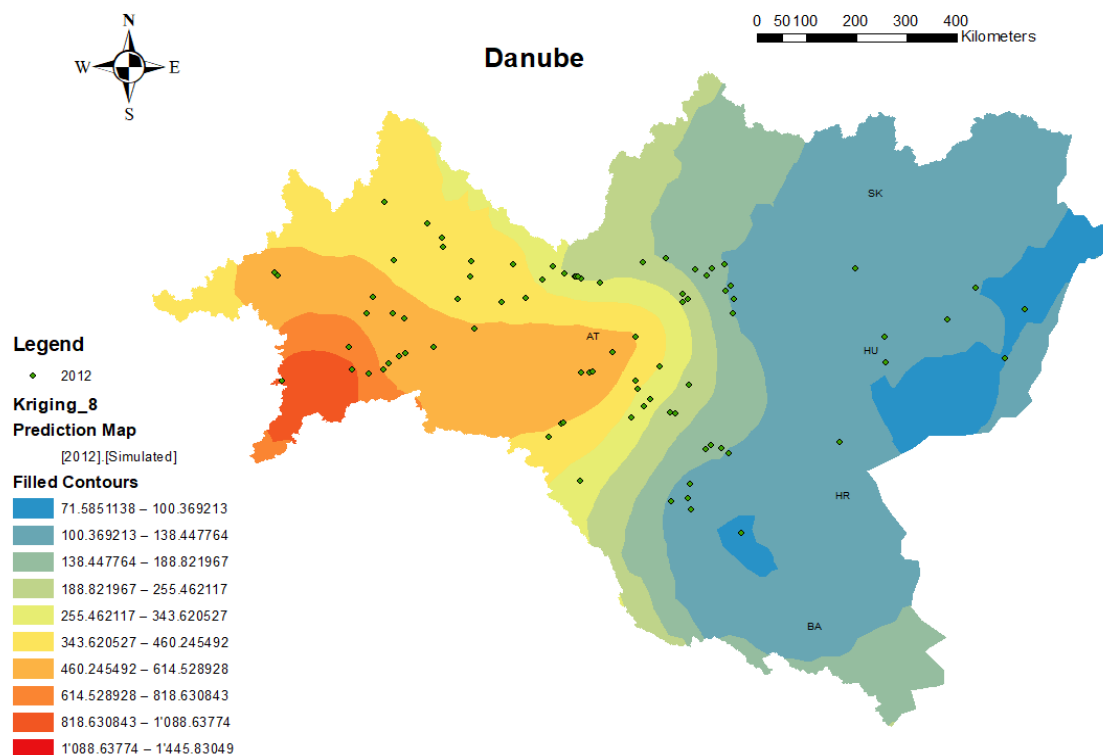 N
W E
S
Danube
0 50 100 200 300 400
Kilometers
SK
AT
HU
HR
BA
Legend
2012
Kriging_8
Prediction Map
[2012].[Simulated]
Filled Contours
71.5851138 – 100.369213
100.369213 – 138.447764
138.447764 – 188.821967
188.821967 – 255.462117
255.462117 – 343.620527
343.620527 – 460.245492
460.245492 – 614.528928
614.528928 – 818.630843
818.630843 – 1'088.63774
1'088.63774 – 1'445.83049